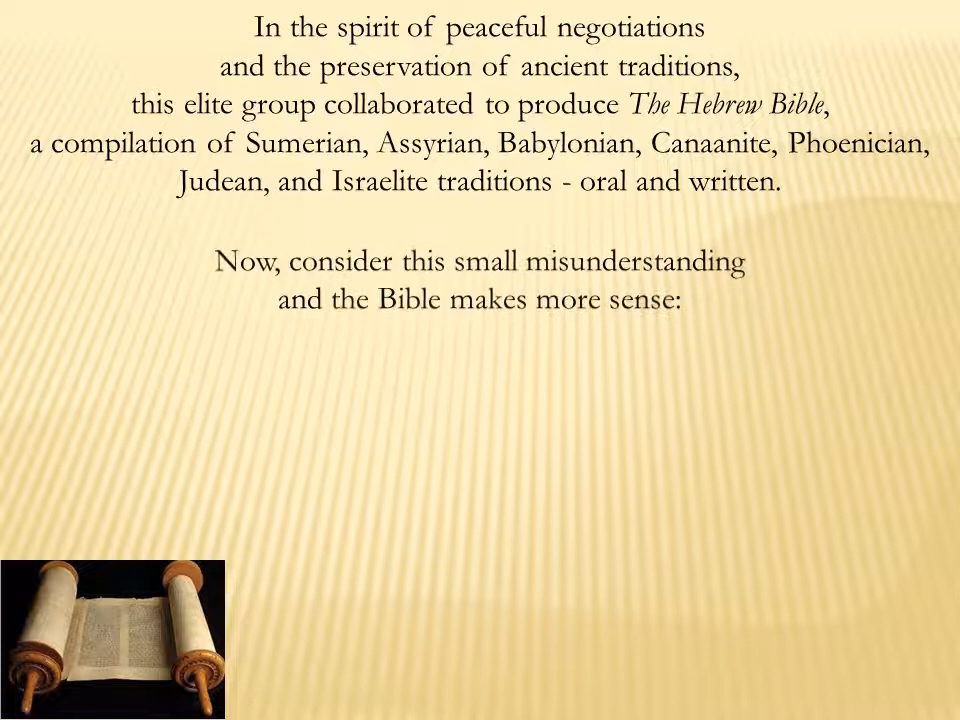 In the spirit of peaceful negotiations
and the preservation of ancient traditions,
this elite group collaborated to produce The Hebrew Bible,
a compilation of Sumerian, Assyrian, Babylonian, Canaanite, Phoenician,
Judean, and Israelite traditions - oral and written.
Now, consider this small misunderstanding
and the Bible makes more sense: